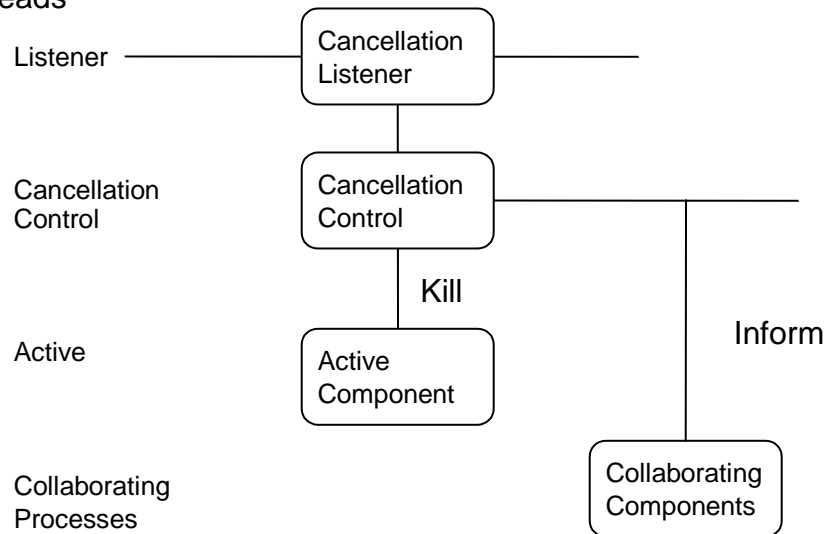 Listener
Cancellation
Listener
Cancellation
Control
Cancellation
Control
Kill
Inform
Active
Active
Component
Collaborating
Processes
Collaborating
Components